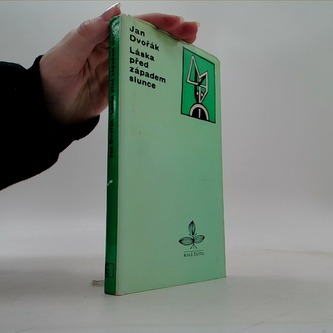 Jan
Dvořák
Láska
před
západem
slunce